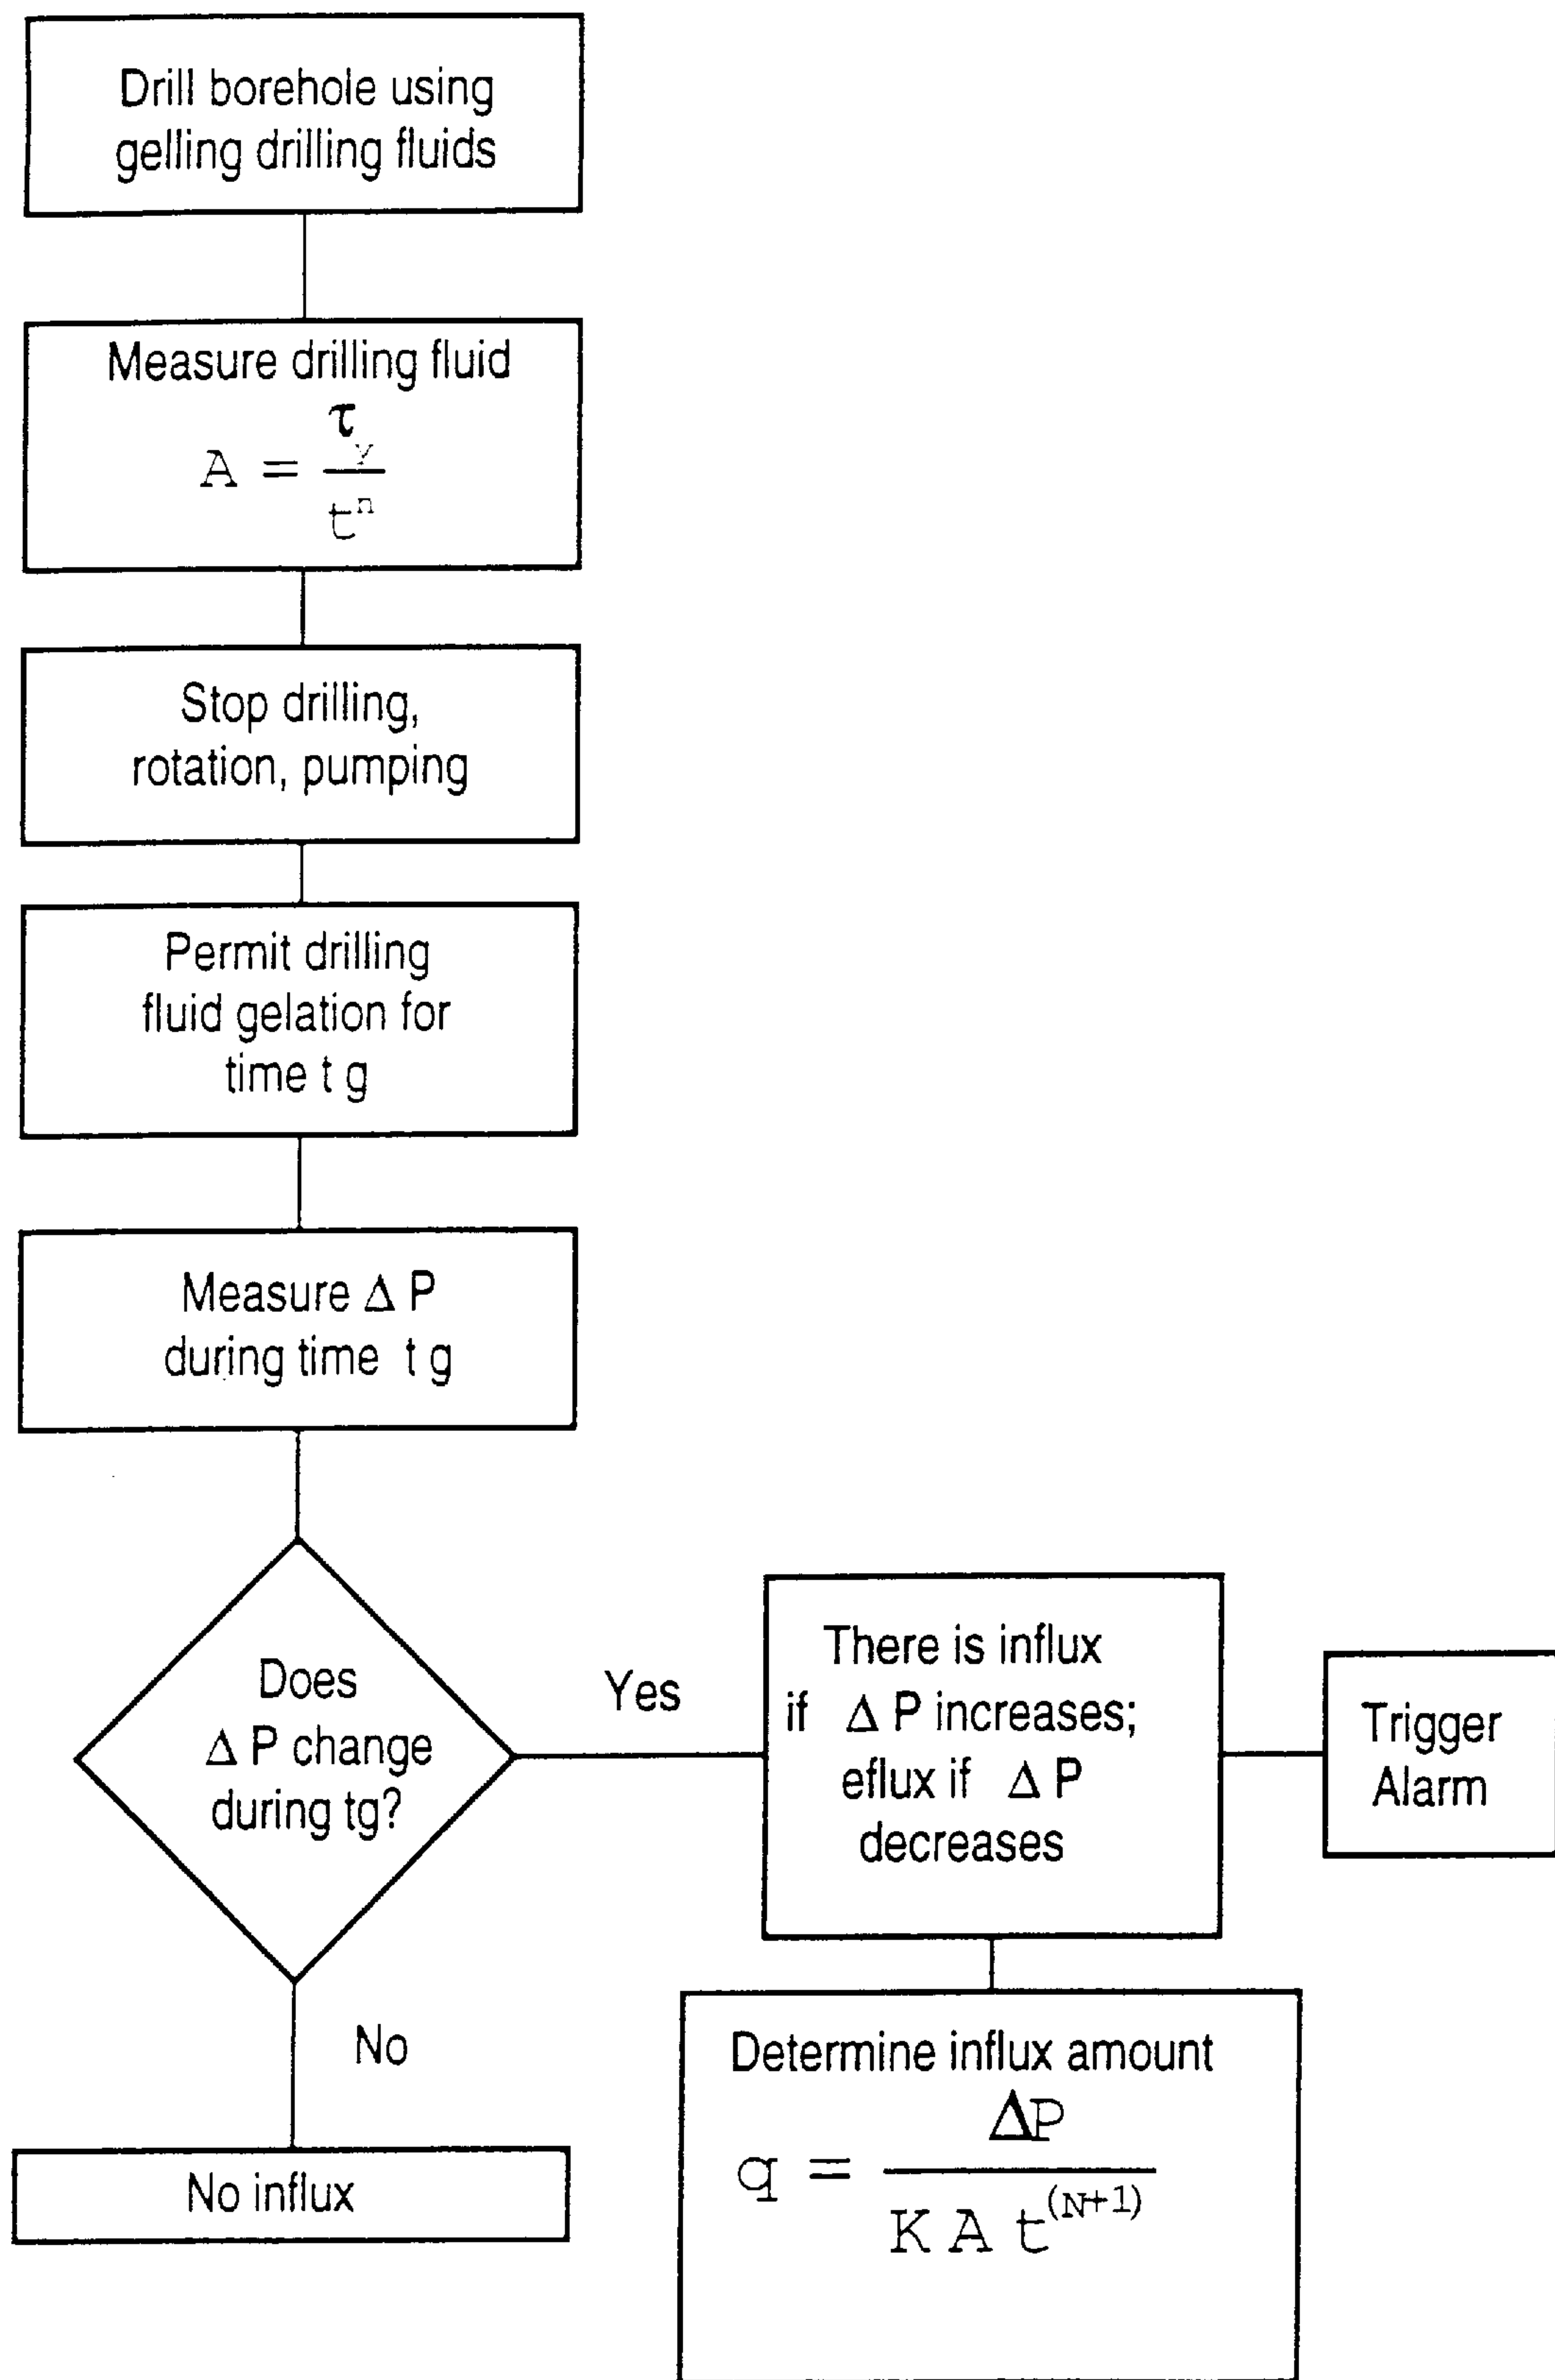 Drill borehole using
gelling drilling fluids
Measure drilling fluid
A = τ_y / t^n
Stop drilling,
rotation, pumping
Permit drilling
fluid gelation for
time t g
Measure Δ P
during time t g
Does
Δ P change
during tg?
Yes
There is influx
if Δ P increases;
eflux if Δ P
decreases
Trigger
Alarm
No
No influx
Determine influx amount
q = ΔP / K A t^(N+1)